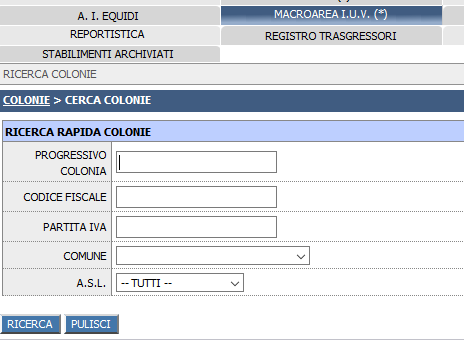 A. I. EQUIDI
MACROAREA I.U.V. (*)
REPORTISTICA
REGISTRO TRASGRESSORI
STABILIMENTI ARCHIVIATI
RICERCA COLONIE
COLONIE > CERCA COLONIE
RICERCA RAPIDA COLONIE
PROGRESSIVO
COLONIA
CODICE FISCALE
PARTITA IVA
COMUNE
A.S.L.
-- TUTTI --
RICERCA
PULISCI